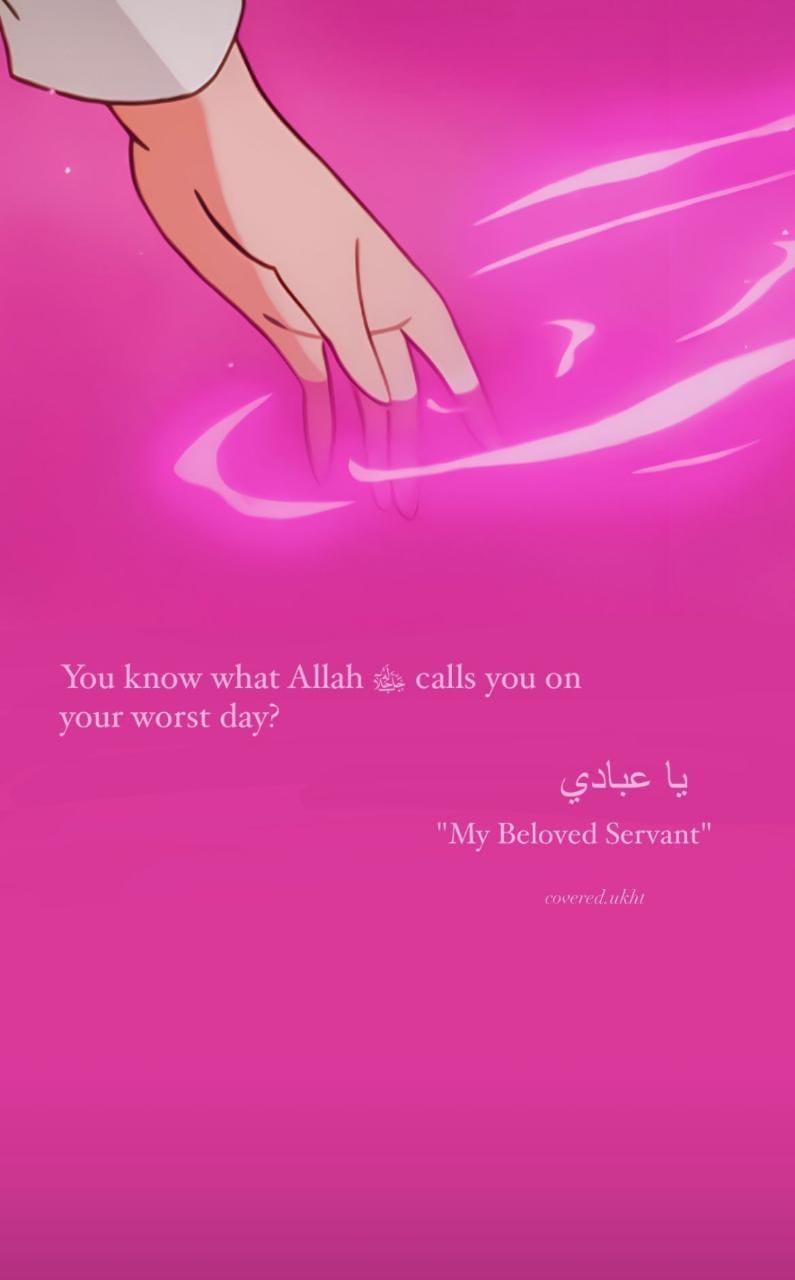 You know what Allah ﷻ calls you on
your worst day?
يا عبادي
"My Beloved Servant"
covered.ukht